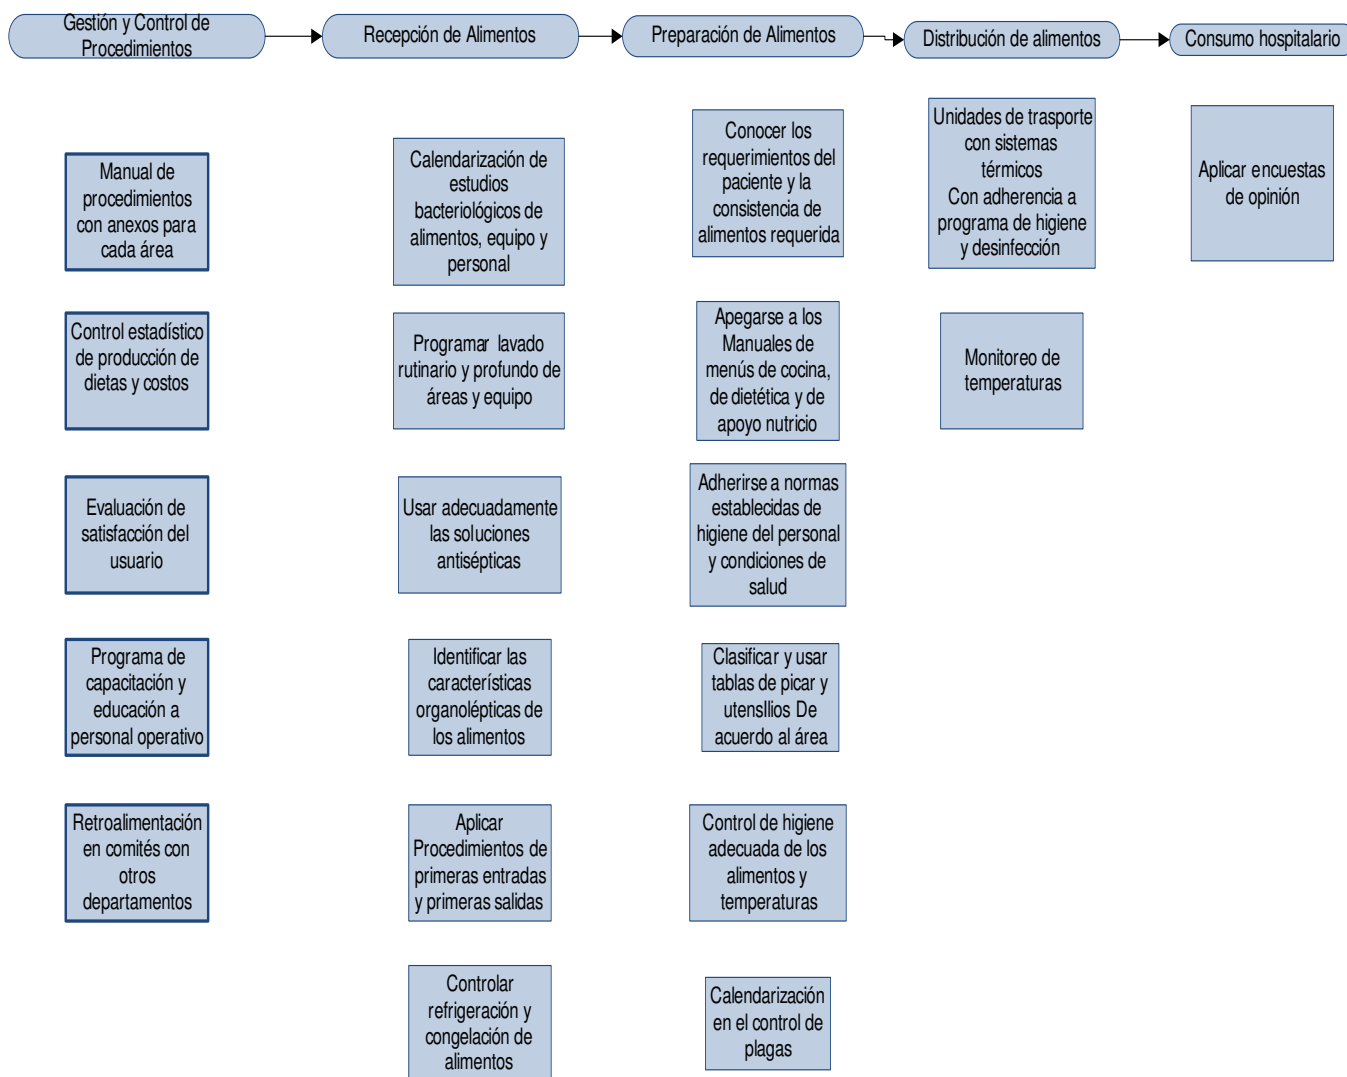 Gestión y Control de
Procedimientos
Recepción de Alimentos
Preparación de Alimentos
Distribución de alimentos
Consumo hospitalario
Manual de
procedimientos
con anexos para
cada área
Control estadístico
de producción de
dietas y costos
Evaluación de
satisfacción del
usuario
Programa de
capacitación y
educación a
personal operativo
Retroalimentación
en comités con
otros
departamentos
Calendarización de
estudios
bacteriológicos de
alimentos, equipo y
personal
Programar lavado
rutinario y profundo de
áreas y equipo
Usar adecuadamente
las soluciones
antisépticas
Identificar las
características
organolépticas de
los alimentos
Aplicar
Procedimientos de
primeras entradas
y primeras salidas
Controlar
refrigeración y
congelación de
alimentos
Conocer los
requerimientos del
paciente y la
consistencia de
alimentos requerida
Apegarse a los
Manuales de
menús de cocina,
de dietética y de
apoyo nutricio
Adherirse a normas
establecidas de
higiene del personal
y condiciones de
salud
Clasificar y usar
tablas de picar y
utensllios De
acuerdo al área
Control de higiene
adecuada de los
alimentos y
temperaturas
Calendarización
en el control de
plagas
Unidades de trasporte
con sistemas
térmicos
Con adherencia a
programa de higiene
y desinfección
Monitoreo de
temperaturas
Aplicar encuestas
de opinión